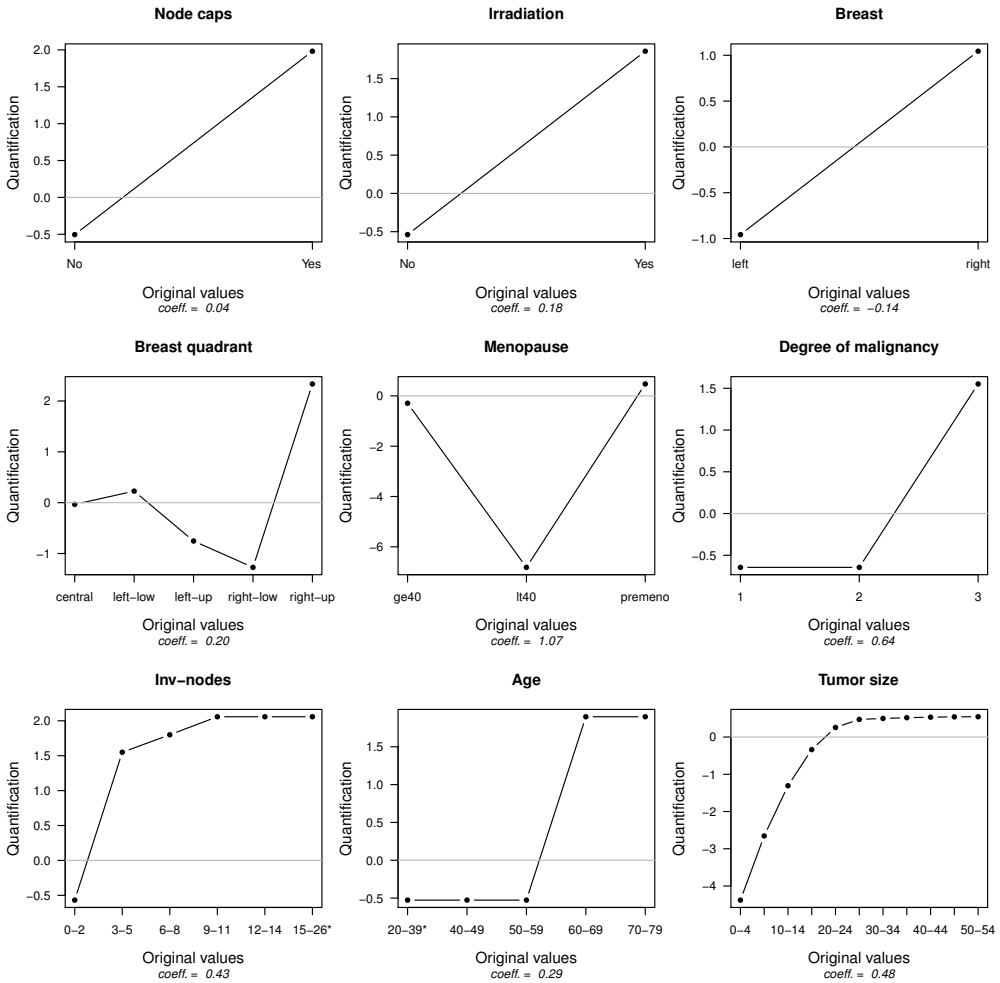 Node caps
Quantification
2.0
1.5
1.0
0.5
0.0
−0.5
No Yes
Original values
coeff. = 0.04
Irradiation
Quantification
1.5
1.0
0.5
0.0
−0.5
No Yes
Original values
coeff. = 0.18
Breast
Quantification
1.0
0.5
0.0
−0.5
−1.0
left right
Original values
coeff. = −0.14
Breast quadrant
Quantification
2
1
0
−1
central left−low left−up right−low right−up
Original values
coeff. = 0.20
Menopause
Quantification
0
−2
−4
−6
ge40 lt40 premeno
Original values
coeff. = 1.07
Degree of malignancy
Quantification
1.5
1.0
0.5
0.0
−0.5
1 2 3
Original values
coeff. = 0.64
Inv−nodes
Quantification
2.0
1.5
1.0
0.5
0.0
−0.5
0−2 3−5 6−8 9−11 12−14 15−26*
Original values
coeff. = 0.43
Age
Quantification
1.5
1.0
0.5
0.0
−0.5
20−39* 40−49 50−59 60−69 70−79
Original values
coeff. = 0.29
Tumor size
Quantification
0
−1
−2
−3
−4
0−4 10−14 20−24 30−34 40−44 50−54
Original values
coeff. = 0.48